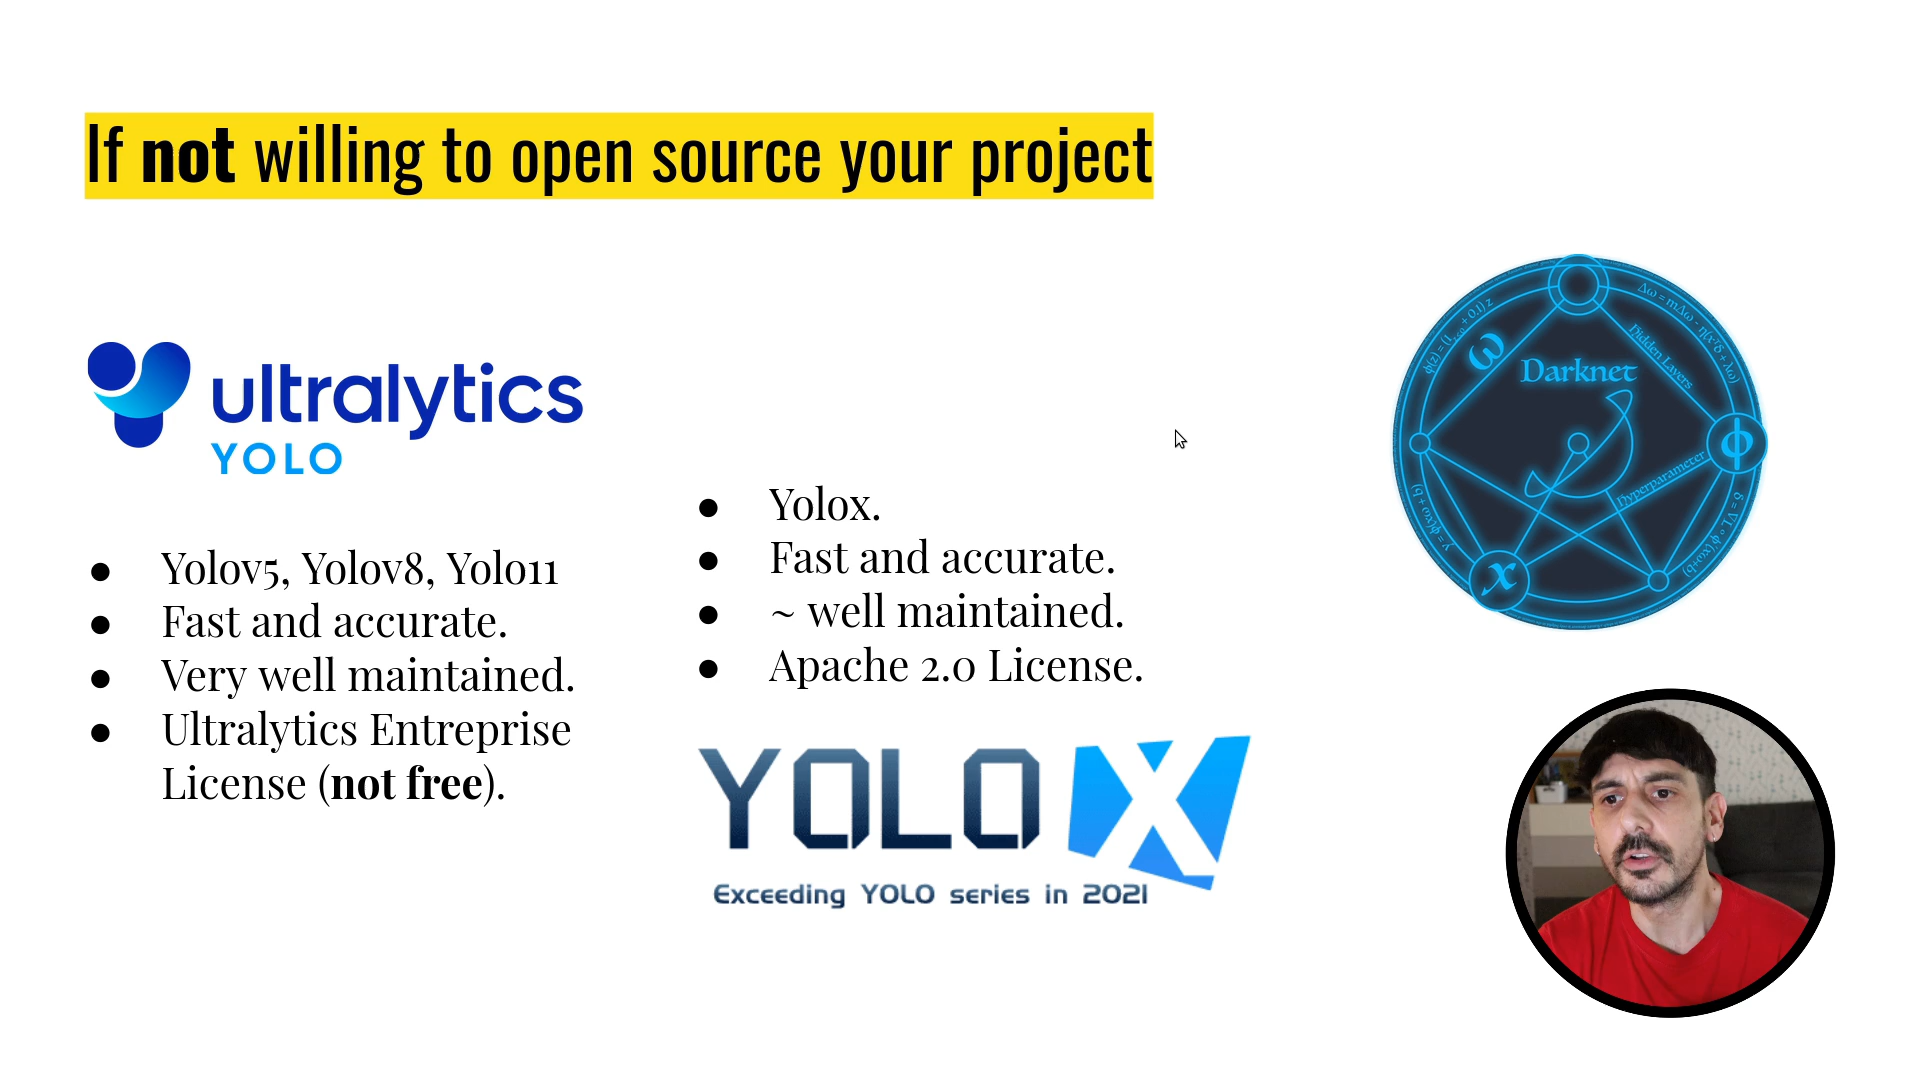 If not willing to open source your project
ultralytics
YOLO
● Yolov5, Yolov8, Yolo11
● Fast and accurate.
● Very well maintained.
● Ultralytics Entreprise
License (not free).
● Yolox.
● Fast and accurate.
● ~ well maintained.
● Apache 2.0 License.
YOLO X
Exceeding YOLO series in 2021
Darknet
Hidden Layers
Hyperparameter
ω
ϕ
x